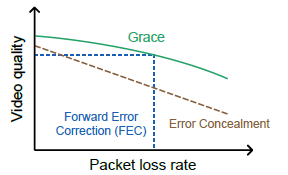 Grace
Video quality
Forward Error
Correction (FEC)
Error Concealment
Packet loss rate